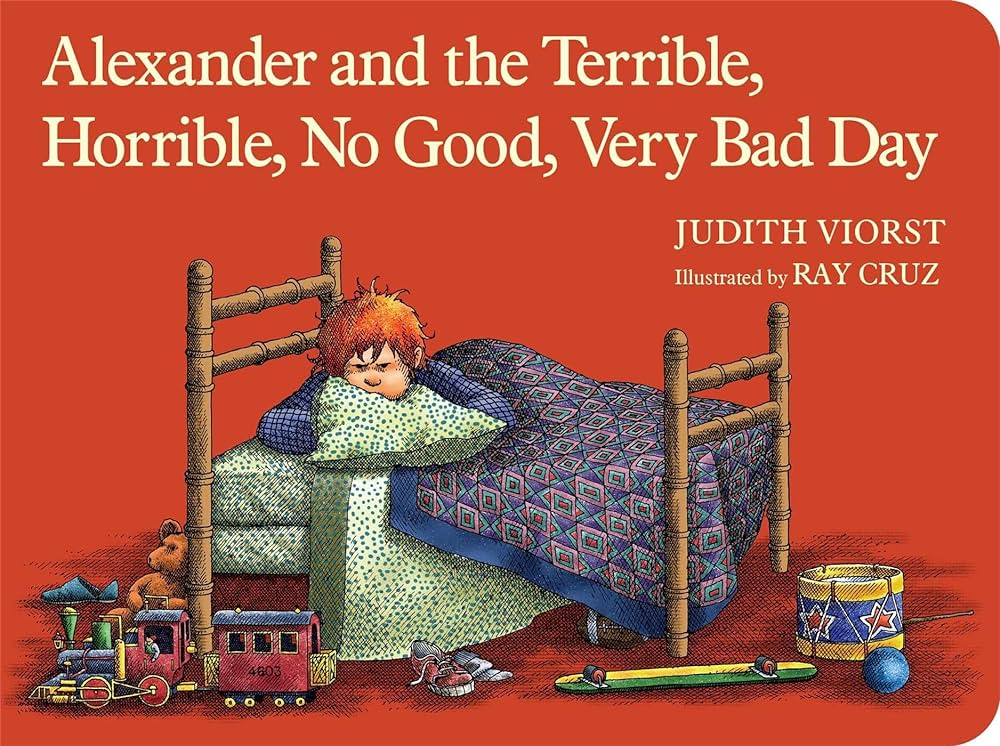 Alexander and the Terrible,
Horrible, No Good, Very Bad Day
JUDITH VIORST
Illustrated by RAY CRUZ
4603